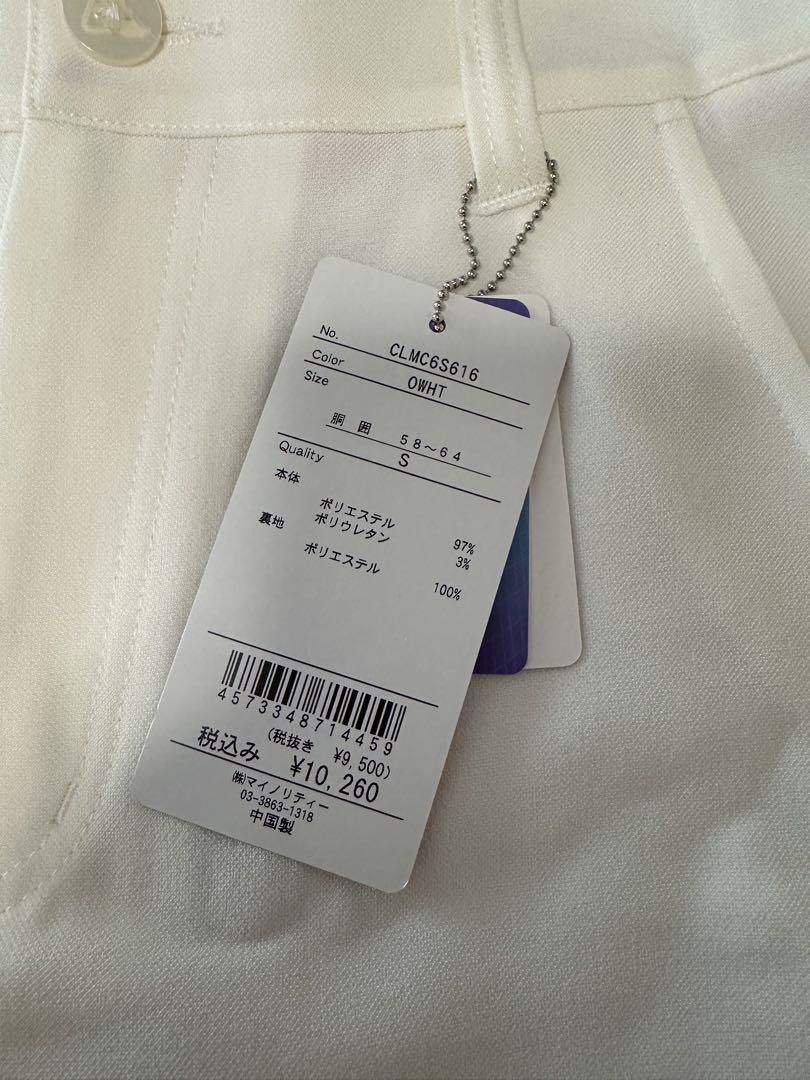 No. CLMC6S616
Color OWHT
Size
胴 囲 58～64
S
Quality
本体
ポリエステル 97%
ポリウレタン 3%
裏地
ポリエステル 100%
4573348714459
(税抜き ¥9,500)
税込み ¥10,260
㈱マイノリティー
03-3863-1318
中国製